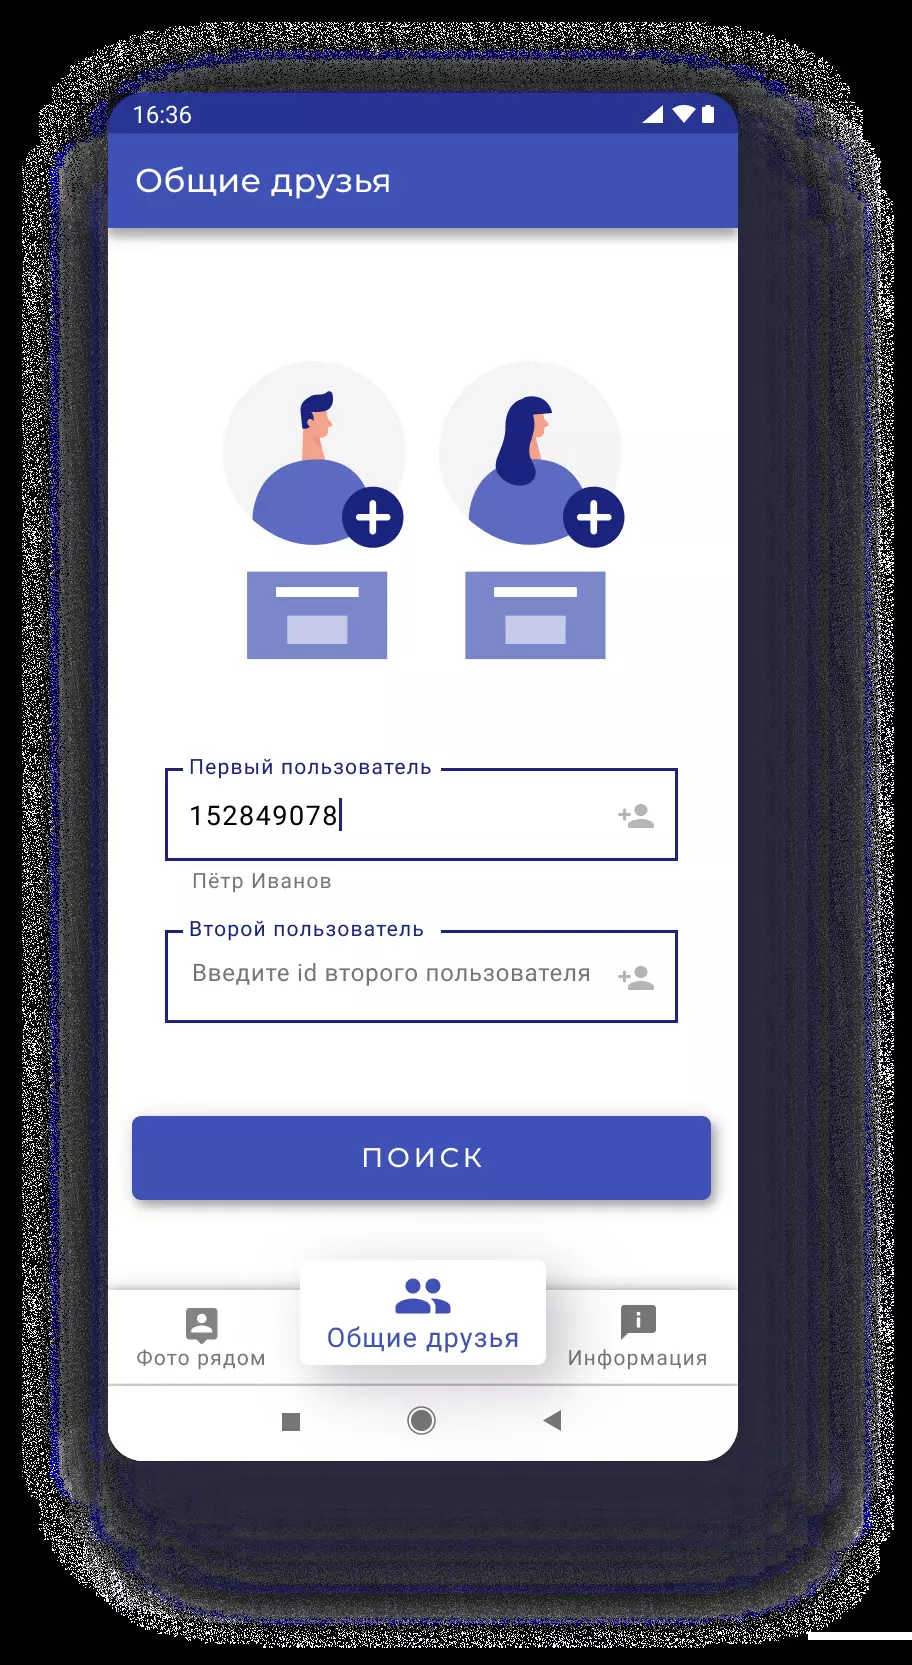 16:36
Общие друзья
Первый пользователь
152849078
Пётр Иванов
Второй пользователь
Введите id второго пользователя
ПОИСК
Фото рядом
Общие друзья
Информация